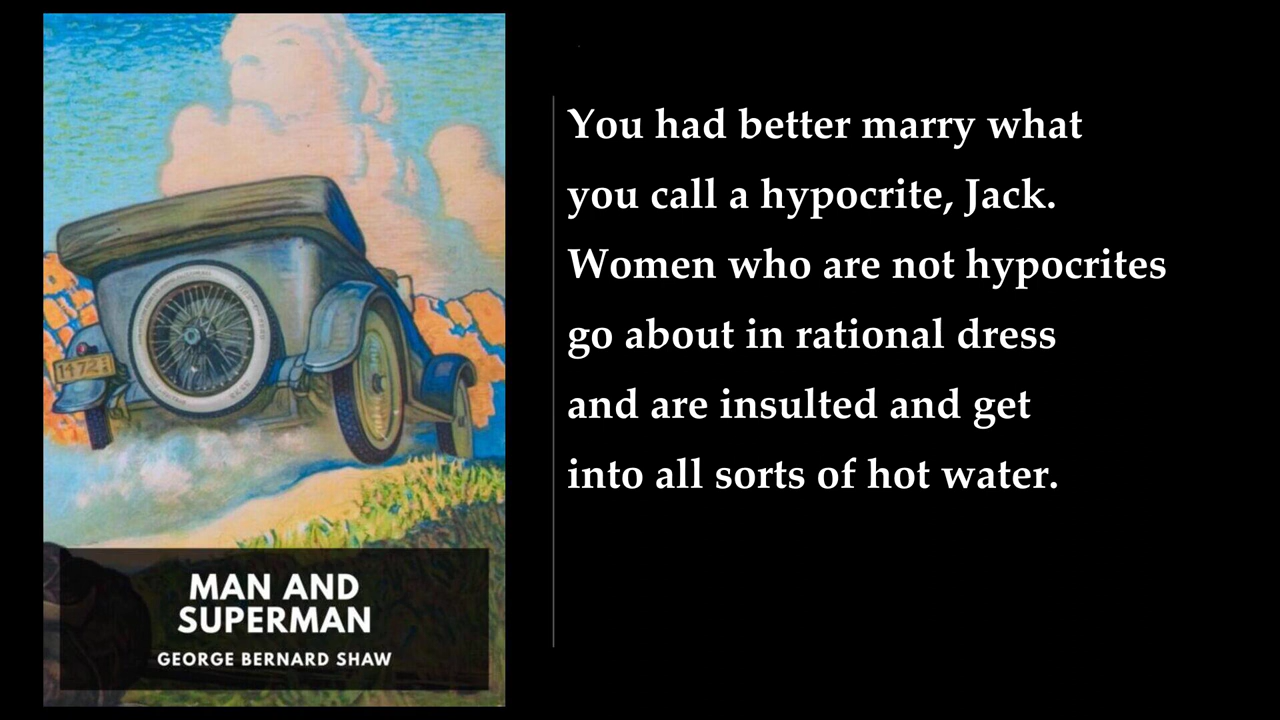 1472
MAN AND
SUPERMAN
GEORGE BERNARD SHAW
You had better marry what
you call a hypocrite, Jack.
Women who are not hypocrites
go about in rational dress
and are insulted and get
into all sorts of hot water.